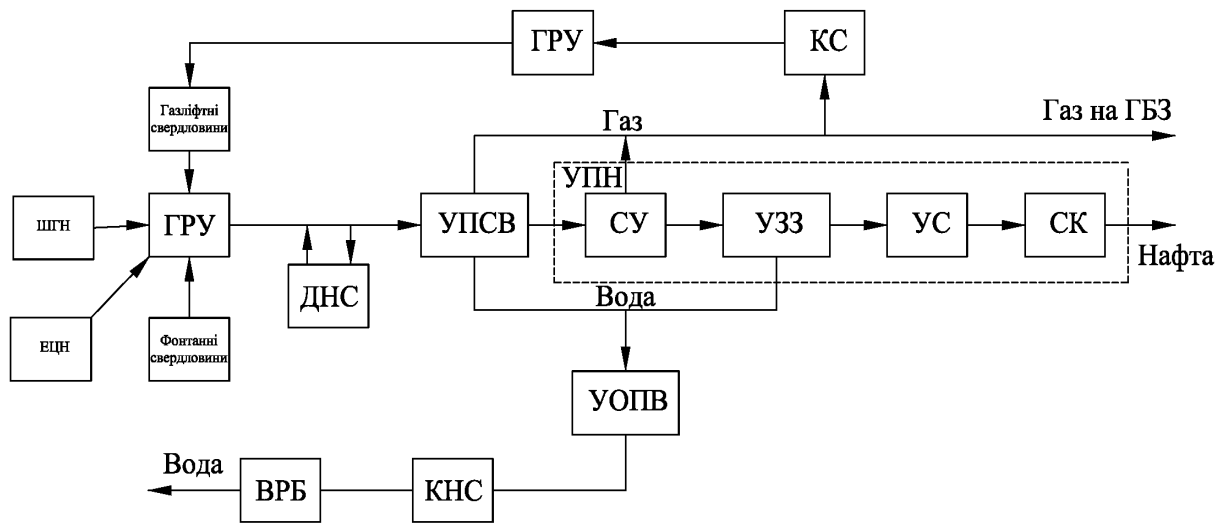 ГРУ
КС
Газліфтні
свердловини
Газ
Газ на ГБЗ
УПН
ШГН
ГРУ
УПСВ
СУ
УЗЗ
УС
СК
Нафта
ДНС
Вода
ЕЦН
Фонтанні
свердловини
УОПВ
Вода
ВРБ
КНС